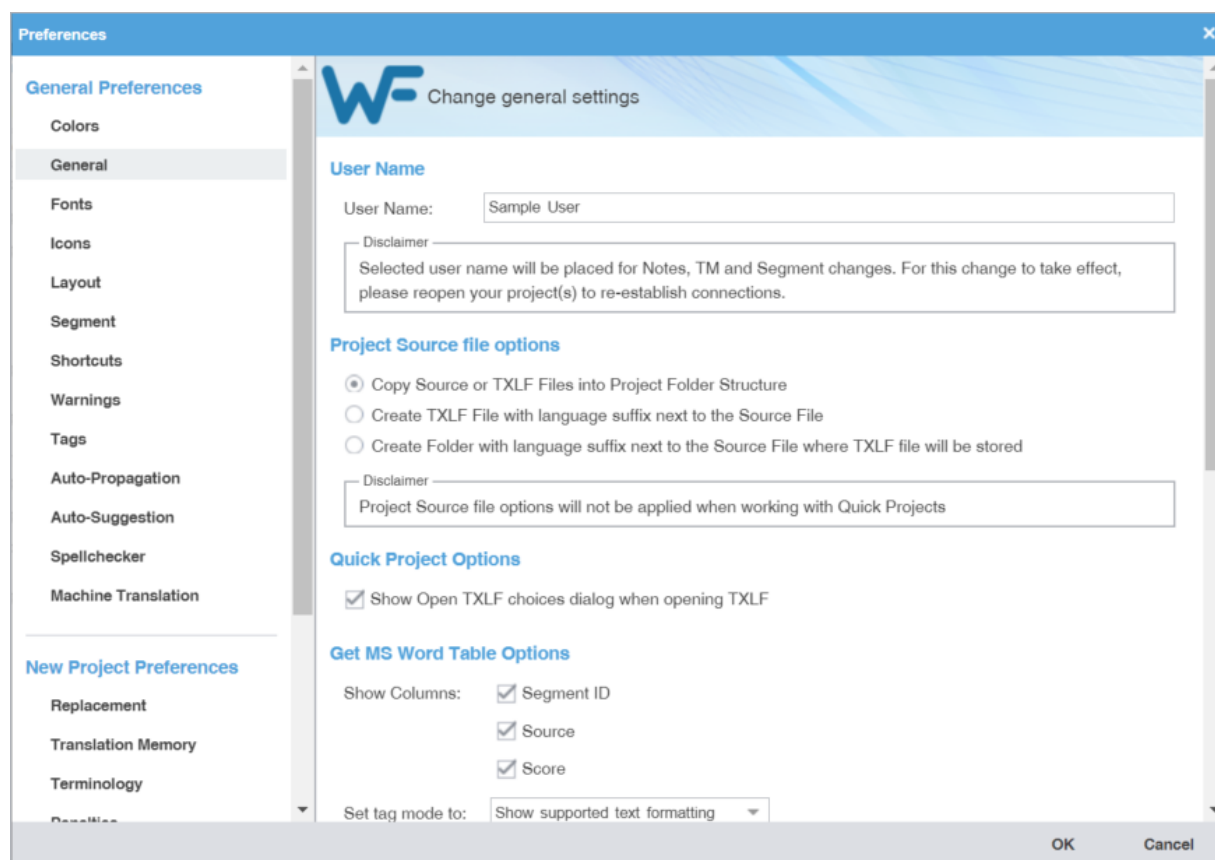 Preferences
General Preferences
Colors
General
Fonts
Icons
Layout
Segment
Shortcuts
Warnings
Tags
Auto-Propagation
Auto-Suggestion
Spellchecker
Machine Translation
New Project Preferences
Replacement
Translation Memory
Terminology
Penalties
WF Change general settings
User Name
User Name: Sample User
Disclaimer
Selected user name will be placed for Notes, TM and Segment changes. For this change to take effect,
please reopen your project(s) to re-establish connections.
Project Source file options
Copy Source or TXLF Files into Project Folder Structure
Create TXLF File with language suffix next to the Source File
Create Folder with language suffix next to the Source File where TXLF file will be stored
Disclaimer
Project Source file options will not be applied when working with Quick Projects
Quick Project Options
Show Open TXLF choices dialog when opening TXLF
Get MS Word Table Options
Show Columns: Segment ID
Source
Score
Set tag mode to: Show supported text formatting
OK Cancel